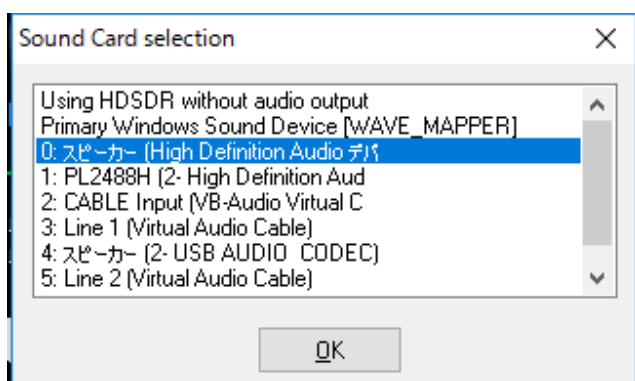 Sound Card selection
Using HDSDR without audio output
Primary Windows Sound Device [WAVE_MAPPER]
0: スピーカー (High Definition Audio デバ
1: PL2488H (2- High Definition Aud
2: CABLE Input (VB-Audio Virtual C
3: Line 1 (Virtual Audio Cable)
4: スピーカー (2- USB AUDIO  CODEC)
5: Line 2 (Virtual Audio Cable)
OK